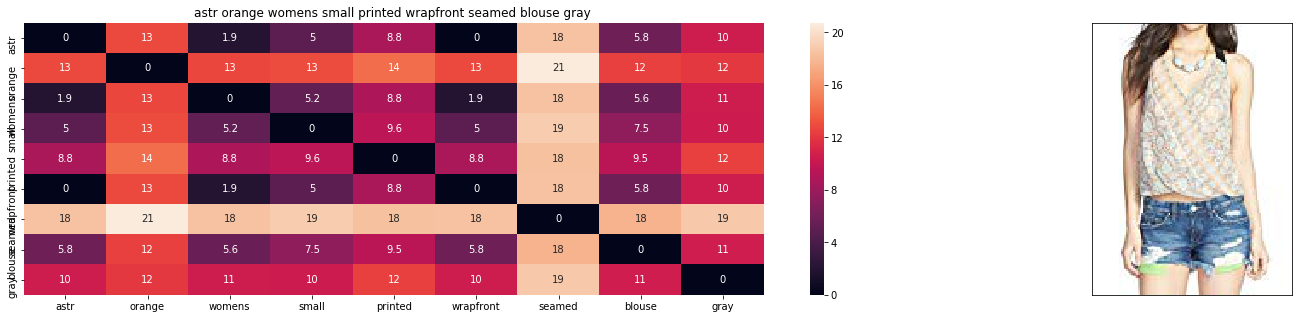 astr orange womens small printed wrapfront seamed blouse gray
astr 0 13 1.9 5 8.8 0 18 5.8 10
orange 13 0 13 13 14 13 21 12 12
womens 1.9 13 0 5.2 8.8 1.9 18 5.6 11
small 5 13 5.2 0 9.6 5 19 7.5 10
printed 8.8 14 8.8 9.6 0 8.8 18 9.5 12
wrapfront 0 13 1.9 5 8.8 0 18 5.8 10
seamed 18 21 18 19 18 18 0 18 19
blouse 5.8 12 5.6 7.5 9.5 5.8 18 0 11
gray 10 12 11 10 12 10 19 11 0
astr orange womens small printed wrapfront seamed blouse gray
20
16
12
8
4
0